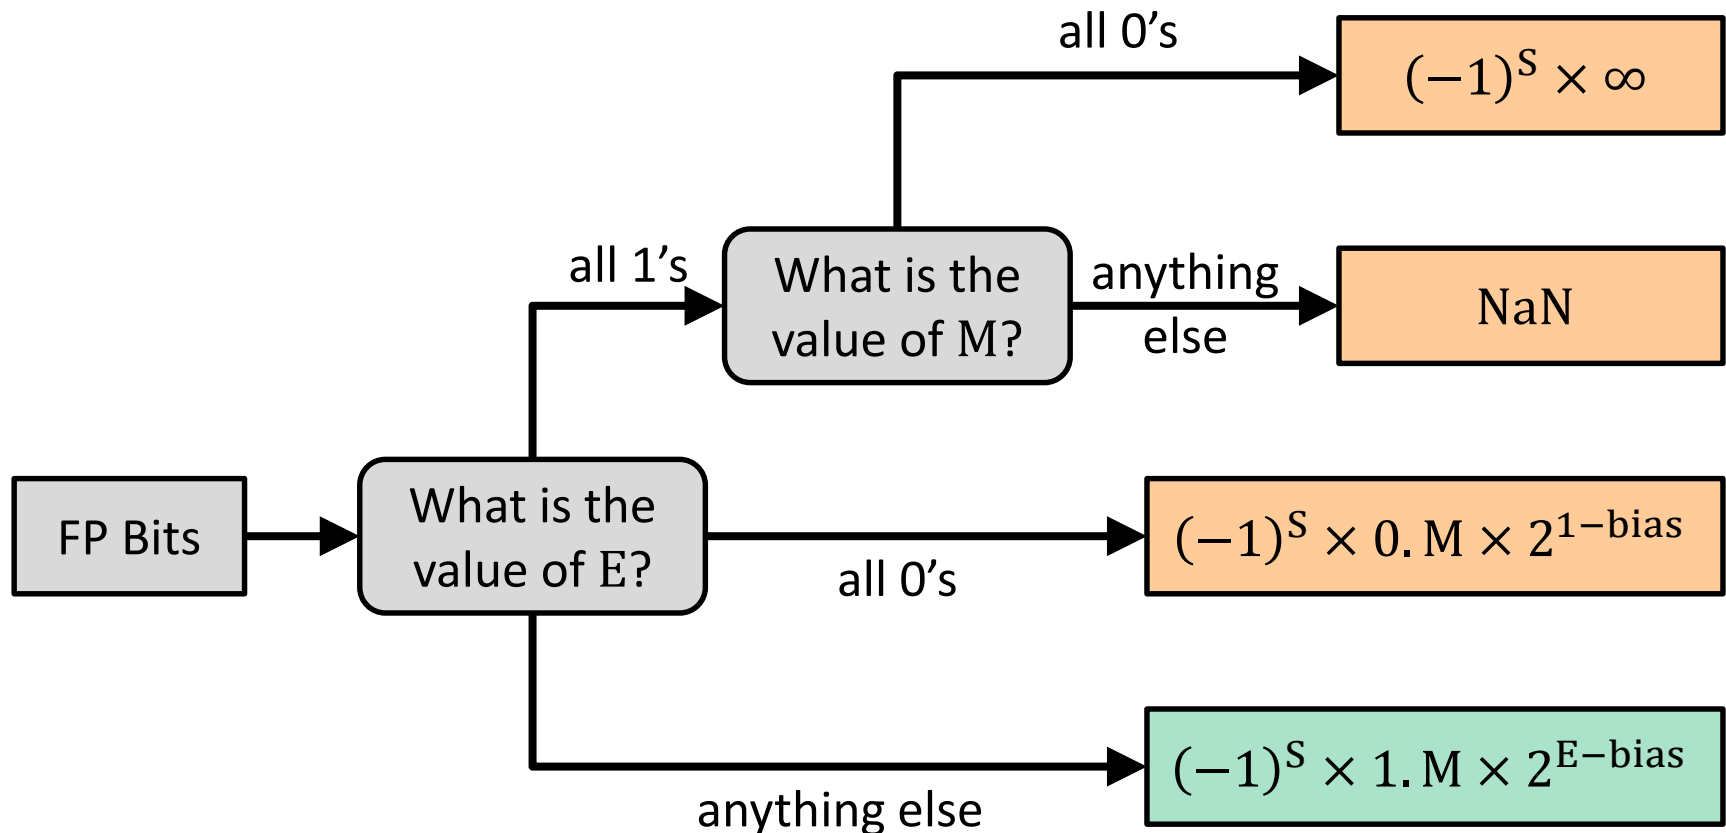 all 0's
(−1)^S × ∞
all 1's
What is the
value of M?
anything
else
NaN
FP Bits
What is the
value of E?
all 0's
(−1)^S × 0. M × 2^(1−bias)
anything else
(−1)^S × 1. M × 2^(E−bias)